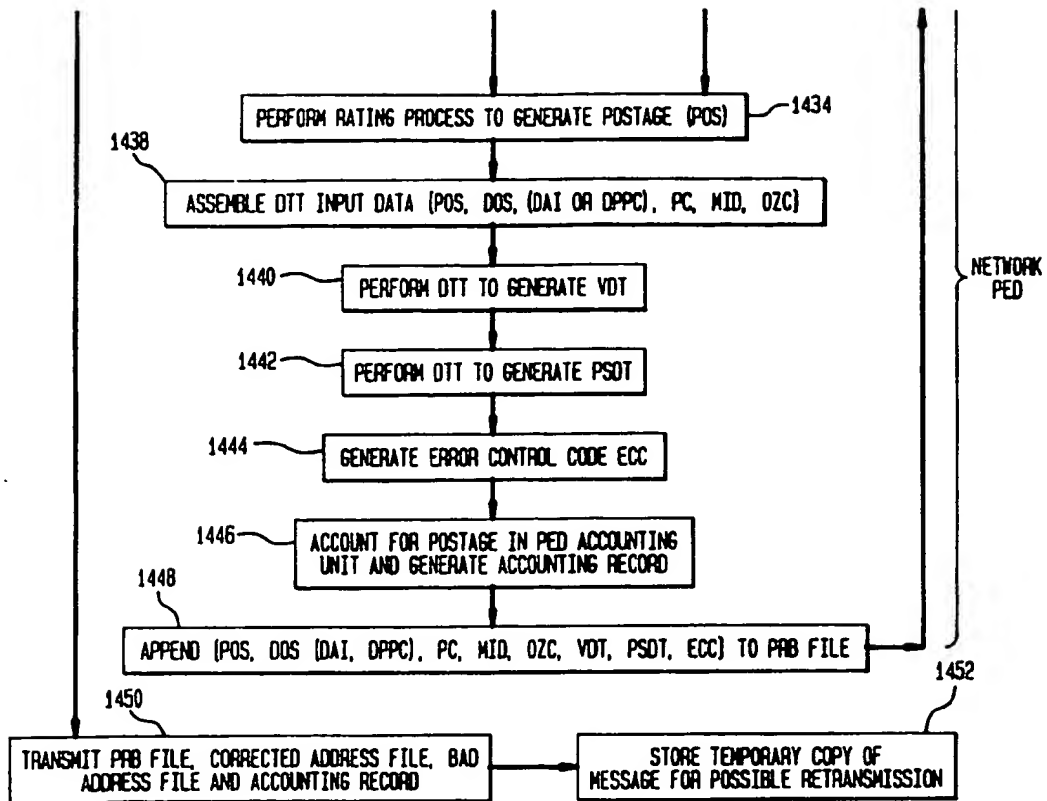 1434
PERFORM RATING PROCESS TO GENERATE POSTAGE (POS)
1438
ASSEMBLE DTT INPUT DATA {POS, DOS, (DAI OR DPPC), PC, MID, OZC}
1440
PERFORM DTT TO GENERATE VDT
NETWORK
PED
1442
PERFORM DTT TO GENERATE PSDT
1444
GENERATE ERROR CONTROL CODE ECC
1446
ACCOUNT FOR POSTAGE IN PED ACCOUNTING
UNIT AND GENERATE ACCOUNTING RECORD
1448
APPEND {POS, DOS (DAI, DPPC), PC, MID, OZC, VDT, PSDT, ECC} TO PRB FILE
1450
TRANSMIT PRB FILE, CORRECTED ADDRESS FILE, BAD
ADDRESS FILE AND ACCOUNTING RECORD
1452
STORE TEMPORARY COPY OF
MESSAGE FOR POSSIBLE RETRANSMISSION